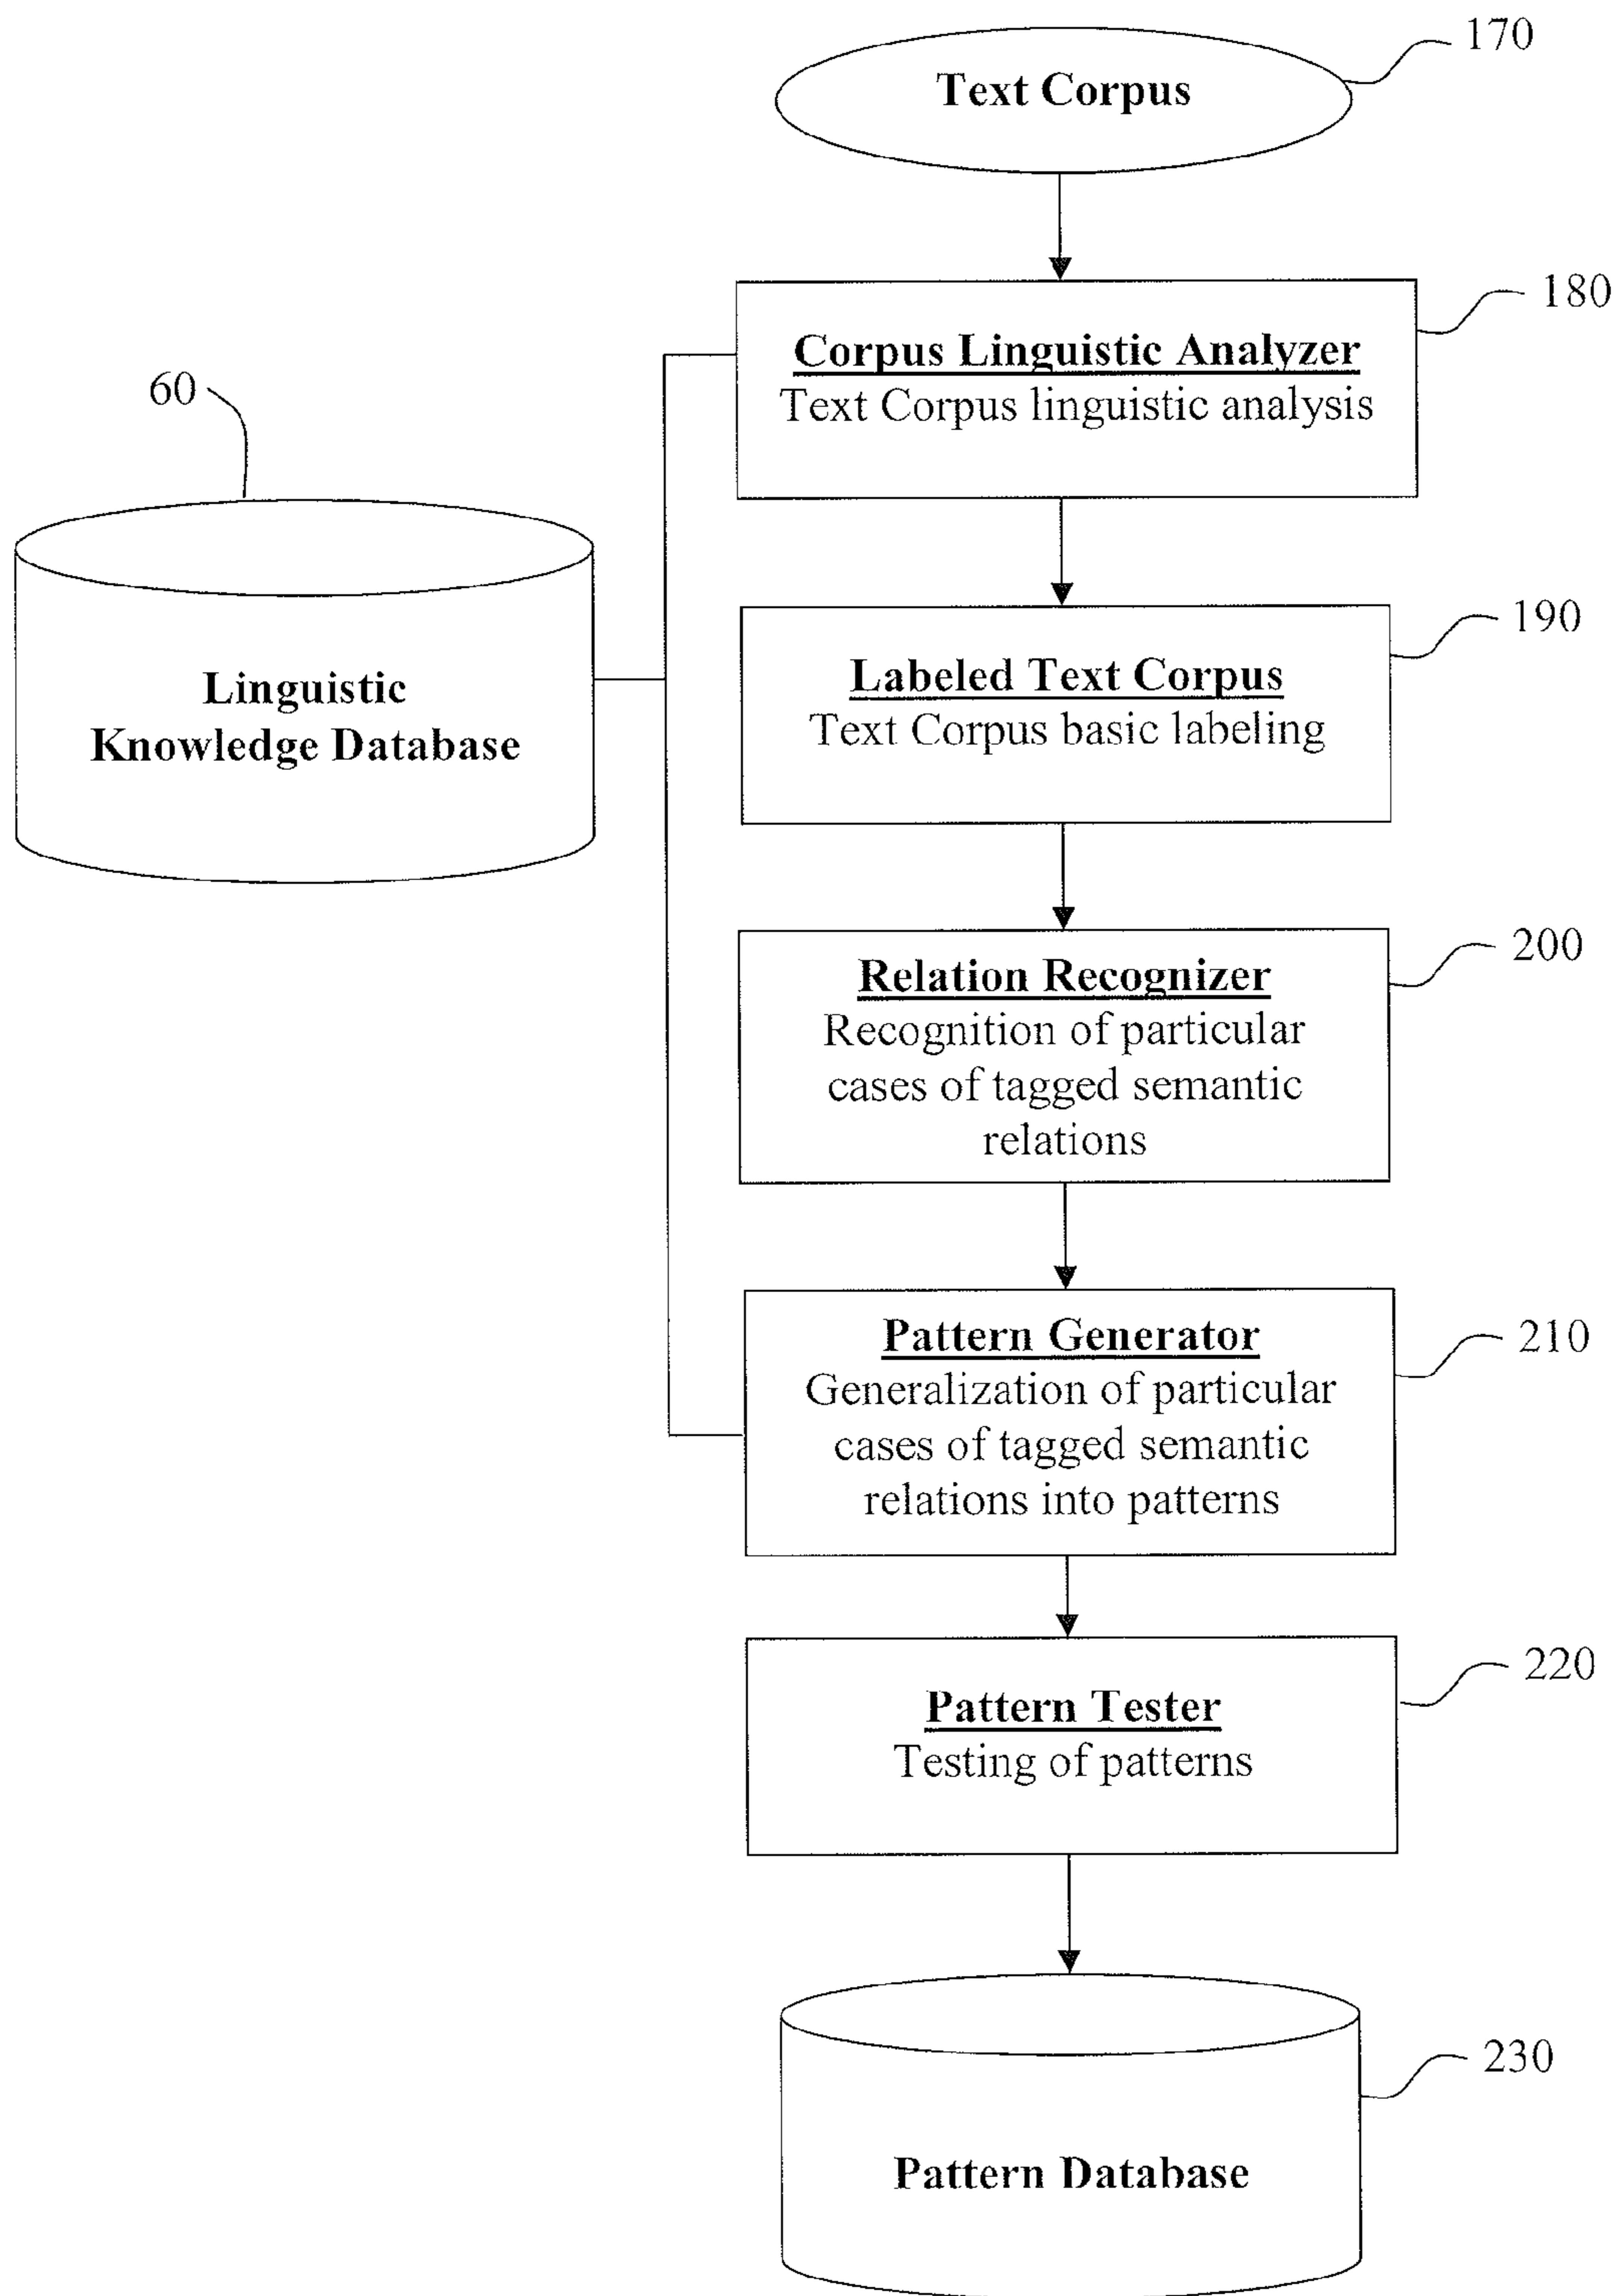 170
Text Corpus
180
Corpus Linguistic Analyzer
Text Corpus linguistic analysis
60
Linguistic
Knowledge Database
190
Labeled Text Corpus
Text Corpus basic labeling
200
Relation Recognizer
Recognition of particular
cases of tagged semantic
relations
210
Pattern Generator
Generalization of particular
cases of tagged semantic
relations into patterns
220
Pattern Tester
Testing of patterns
230
Pattern Database